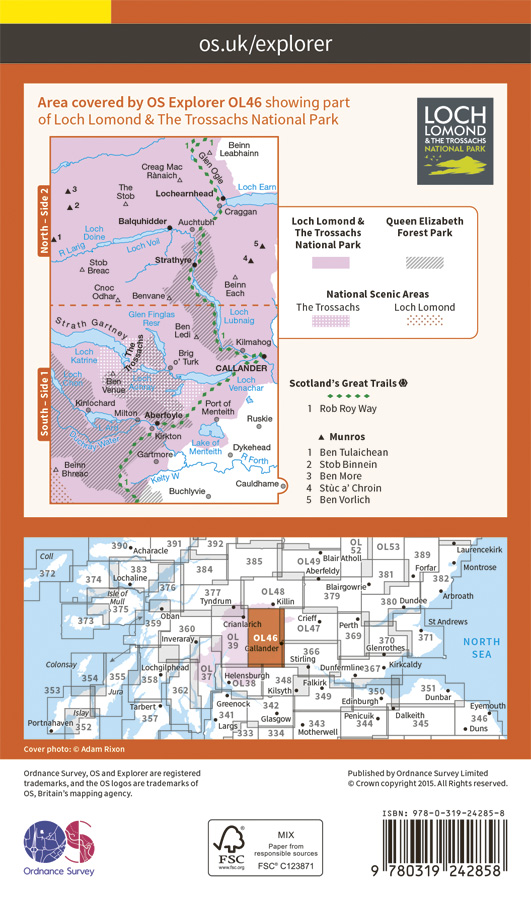 os.uk/explorer
Area covered by OS Explorer OL46 showing part
of Loch Lomond & The Trossachs National Park
LOCH
LOMOND
& THE TROSSACHS
NATIONAL PARK
North – Side 2
South – Side 1
1
Glen Ogle
Beinn
Leabhainn
Creag Mac
Rànaich
The
Stob
3
2
Lochearnhead
Loch Earn
Craggan
Balquhidder
Auchtubh
Loch
Doine
1
R Larig
Loch Voil
5
4
Stob
Breac
Strathyre
Beinn
Each
Cnoc
Odhar
Benvane
Loch
Lubnaig
Glen Finglas
Resr
Strath Gartney
Ben
Ledi
1
Kilmahog
The
Trossachs
Loch
Katrine
Brig
o' Turk
CALLANDER
Ben
Venue
Loch
Venachar
Kinlochard
Milton
Aberfoyle
Port of
Menteith
Ruskie
Kirkton
Duchray Water
Lake of
Menteith
Dykehead
Gartmore
R Forth
Beinn
Bhreac
Kelty W
Cauldhame
Buchlyvie
Loch Lomond &
The Trossachs
National Park
Queen Elizabeth
Forest Park
National Scenic Areas
The Trossachs
Loch Lomond
Scotland's Great Trails
1 Rob Roy Way
Munros
1 Ben Tulaichean
2 Stob Binnein
3 Ben More
4 Stùc a' Chroin
5 Ben Vorlich
390
Acharacle
391
392
385
OL49
OL
52
Blair Atholl
OL53
389
Laurencekirk
Coll
372
374
383
Lochaline
384
376
Aberfeldy
Blairgowrie
381
Forfar
382
Montrose
Isle of
Mull
375
377
Tyndrum
OL48
Killin
379
380
Dundee
Arbroath
373
Oban
359
360
Inveraray
Crianlarich
OL
39
OL46
Callander
Crieff
OL47
Perth
369
370
Glenrothes
371
St Andrews
NORTH
SEA
Colonsay
353
354
355
Jura
Lochgilphead
358
362
OL
37
366
Stirling
Dunfermline
367
Kirkcaldy
Helensburgh
OL38
348
Kilsyth
Falkirk
349
350
Edinburgh
351
Dunbar
Islay
352
Portnahaven
Tarbert
357
Greenock
341
Largs
333
342
Glasgow
334
343
Motherwell
Penicuik
344
Dalkeith
345
Eyemouth
346
Duns
Cover photo: © Adam Rixon
Ordnance Survey, OS and Explorer are registered
trademarks, and the OS logos are trademarks of
OS, Britain's mapping agency.
Published by Ordnance Survey Limited
© Crown copyright 2015. All rights reserved.
OS
Ordnance Survey
FSC
www.fsc.org
MIX
Paper from
responsible sources
FSC® C123871
ISBN: 978-0-319-24285-8
9 780319 242858